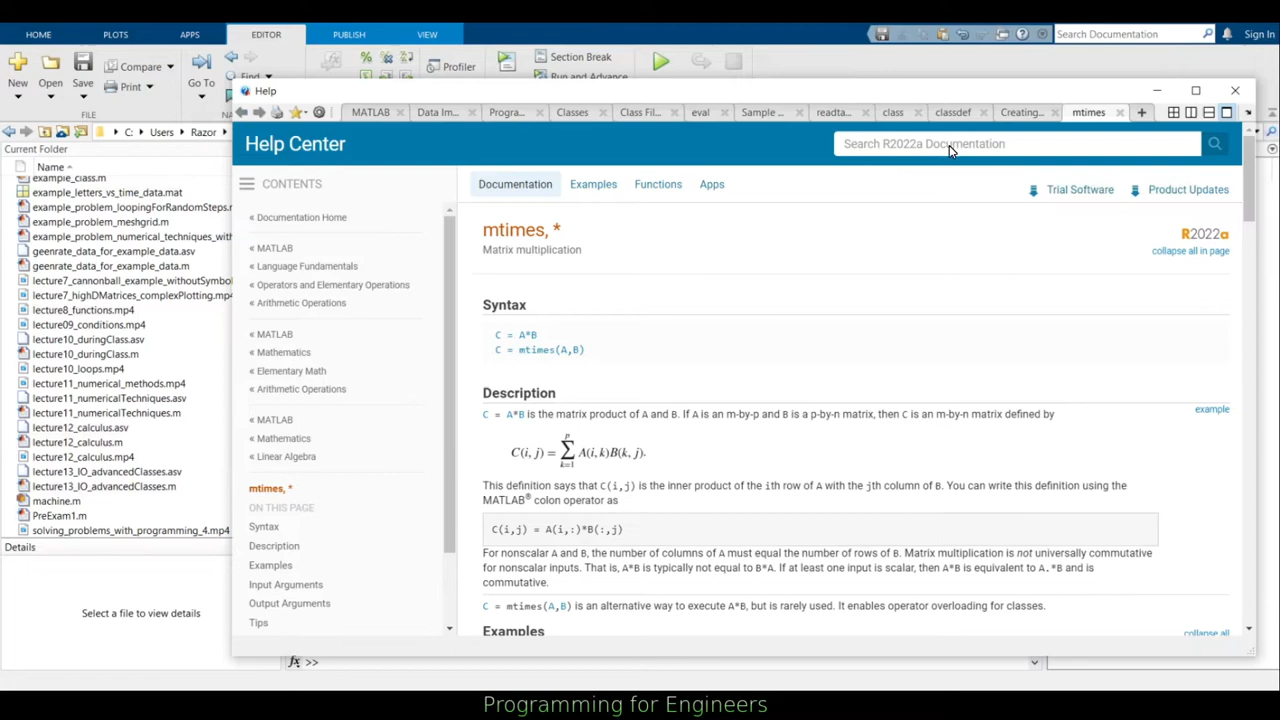 HOME PLOTS APPS EDITOR PUBLISH VIEW Search Documentation Sign In
New Open Save Compare Print Go To Find Profiler Section Break Run and Advance
FILE
C: Users Razor
Current Folder
Name
example_class.m
example_letters_vs_time_data.mat
example_problem_loopingForRandomSteps.m
example_problem_meshgrid.m
example_problem_numerical_techniques_wit
geenrate_data_for_example_data.asv
geenrate_data_for_example_data.m
lecture7_cannonball_example_withoutSymbo
lecture7_highDMatrices_complexPlotting.mp4
lecture8_functions.mp4
lecture09_conditions.mp4
lecture10_duringClass.asv
lecture10_duringClass.m
lecture10_loops.mp4
lecture11_numerical_methods.mp4
lecture11_numericalTechniques.asv
lecture11_numericalTechniques.m
lecture12_calculus.asv
lecture12_calculus.m
lecture12_calculus.mp4
lecture13_IO_advancedClasses.asv
lecture13_IO_advancedClasses.m
machine.m
PreExam1.m
solving_problems_with_programming_4.mp4
Details
Select a file to view details
Help
MATLAB Data Im... Progra... Classes Class Fil... eval Sample ... readta... class classdef Creating... mtimes
Help Center
Search R2022a Documentation
CONTENTS
« Documentation Home
« MATLAB
« Language Fundamentals
« Operators and Elementary Operations
« Arithmetic Operations
« MATLAB
« Mathematics
« Elementary Math
« Arithmetic Operations
« MATLAB
« Mathematics
« Linear Algebra
mtimes, *
ON THIS PAGE
Syntax
Description
Examples
Input Arguments
Output Arguments
Tips
Documentation Examples Functions Apps Trial Software Product Updates
mtimes, *
Matrix multiplication
R2022a
collapse all in page
Syntax
C = A*B
C = mtimes(A,B)
Description
C = A*B is the matrix product of A and B. If A is an m-by-p and B is a p-by-n matrix, then C is an m-by-n matrix defined by
example
C(i, j) = ∑ p k=1 A(i, k)B(k, j).
This definition says that C(i,j) is the inner product of the ith row of A with the jth column of B. You can write this definition using the
MATLAB® colon operator as
C(i,j) = A(i,:)*B(:,j)
For nonscalar A and B, the number of columns of A must equal the number of rows of B. Matrix multiplication is not universally commutative
for nonscalar inputs. That is, A*B is typically not equal to B*A. If at least one input is scalar, then A*B is equivalent to A.*B and is
commutative.
C = mtimes(A,B) is an alternative way to execute A*B, but is rarely used. It enables operator overloading for classes.
Examples
collapse all
fx >>
Programming for Engineers